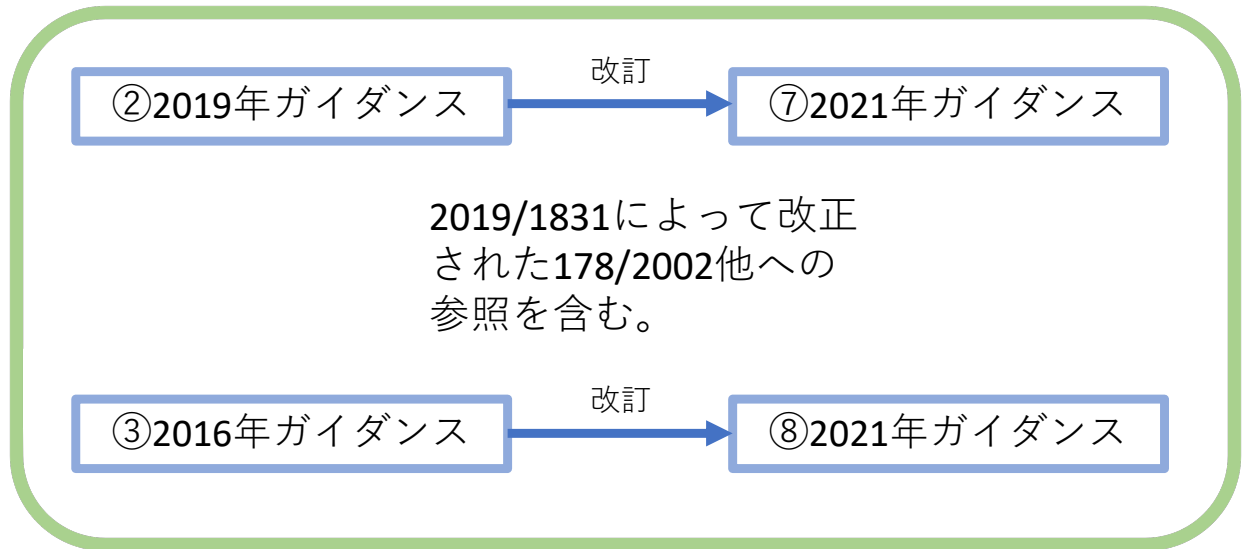 改訂
②2019年ガイダンス
⑦2021年ガイダンス
2019/1831によって改正
された178/2002他への
参照を含む。
改訂
③2016年ガイダンス
⑧2021年ガイダンス